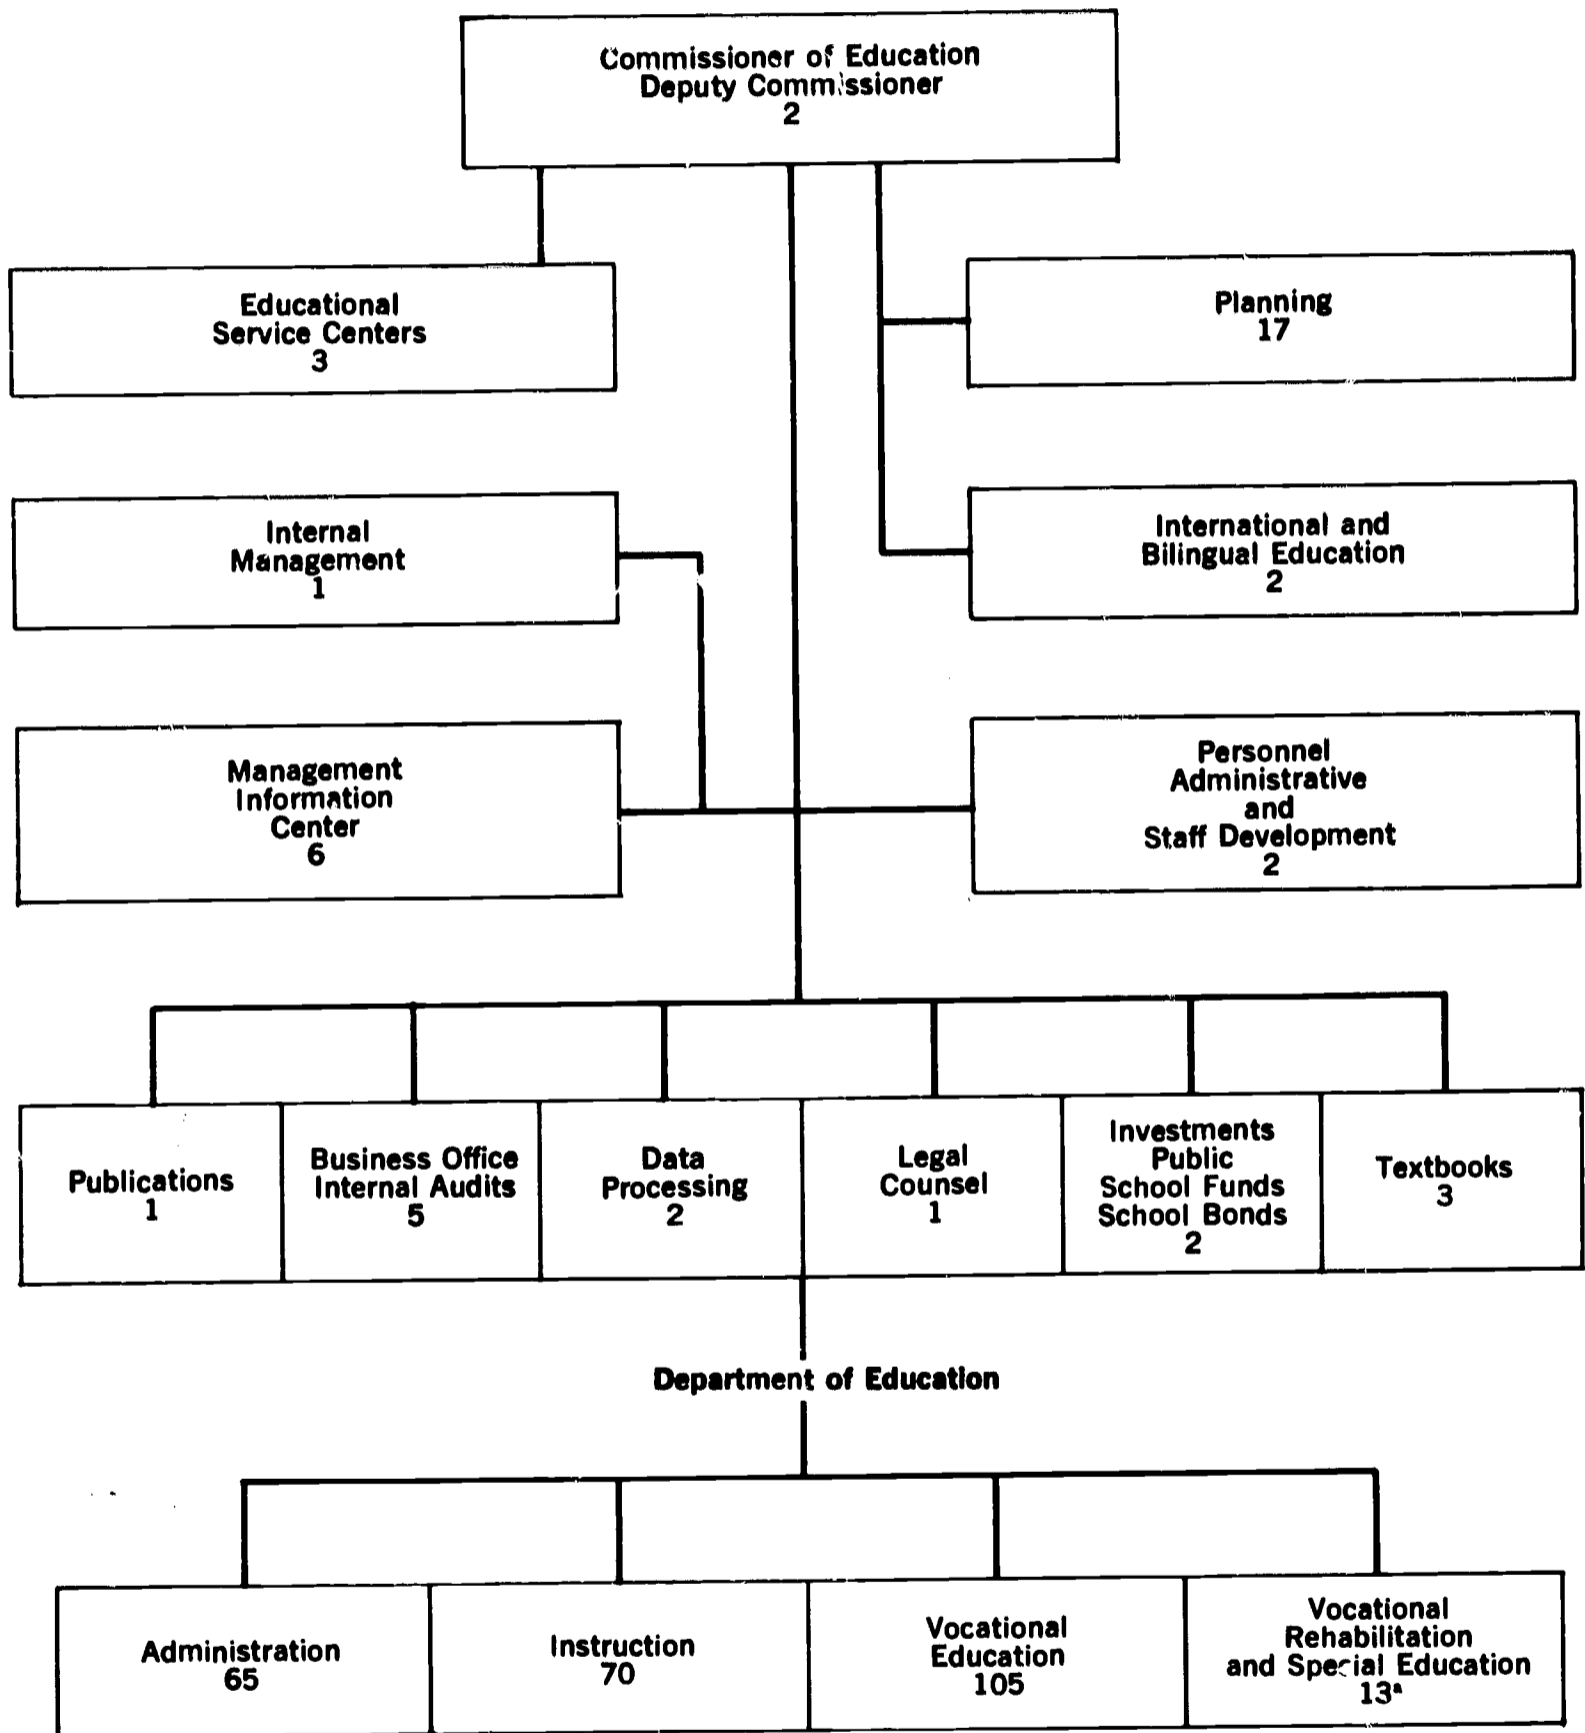 Commissioner of Education
Deputy Commissioner
2
Educational
Service Centers
3
Planning
17
Internal
Management
1
International and
Bilingual Education
2
Management
Information
Center
6
Personnel
Administrative
and
Staff Development
2
Publications
1
Business Office
Internal Audits
5
Data
Processing
2
Legal
Counsel
1
Investments
Public
School Funds
School Bonds
2
Textbooks
3
Department of Education
Administration
65
Instruction
70
Vocational
Education
105
Vocational
Rehabilitation
and Special Education
13ᵃ